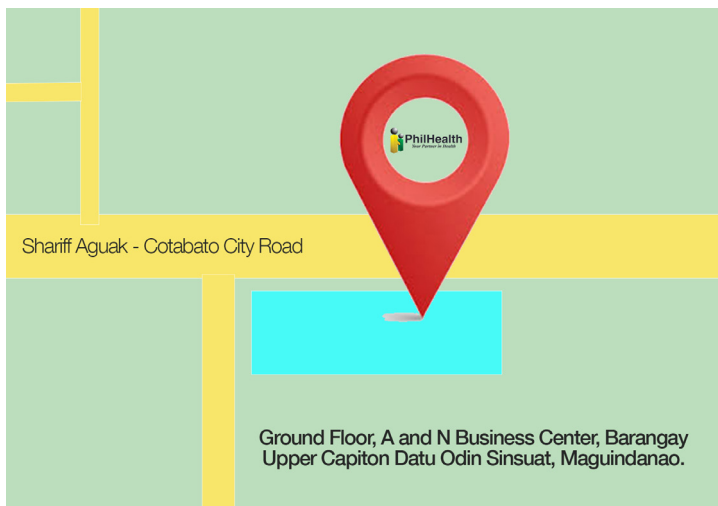 PhilHealth
Your Partner in Health
Shariff Aguak - Cotabato City Road
Ground Floor, A and N Business Center, Barangay
Upper Capiton Datu Odin Sinsuat, Maguindanao.